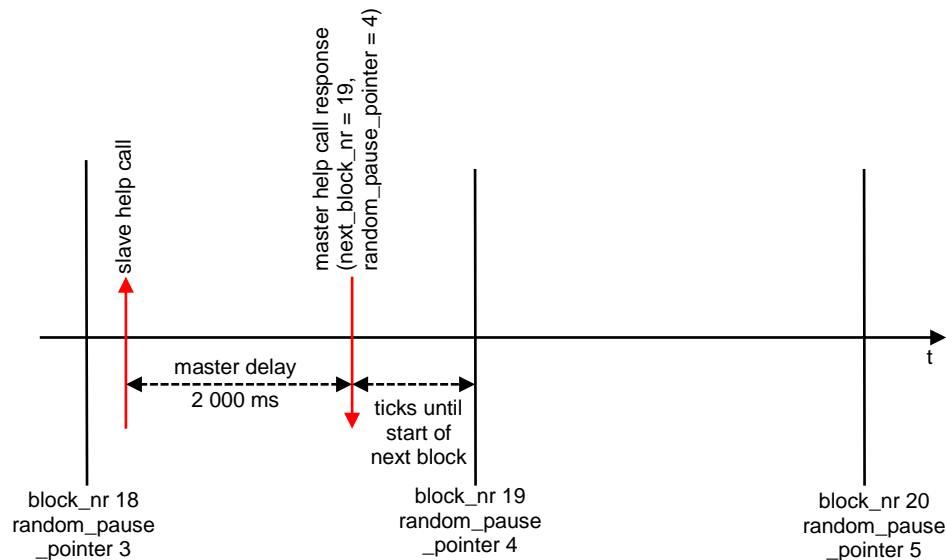 slave help call
master help call response
(next_block_nr = 19,
random_pause_pointer = 4)
t
master delay
2 000 ms
ticks until
start of
next block
block_nr 18
random_pause
_pointer 3
block_nr 19
random_pause
_pointer 4
block_nr 20
random_pause
_pointer 5